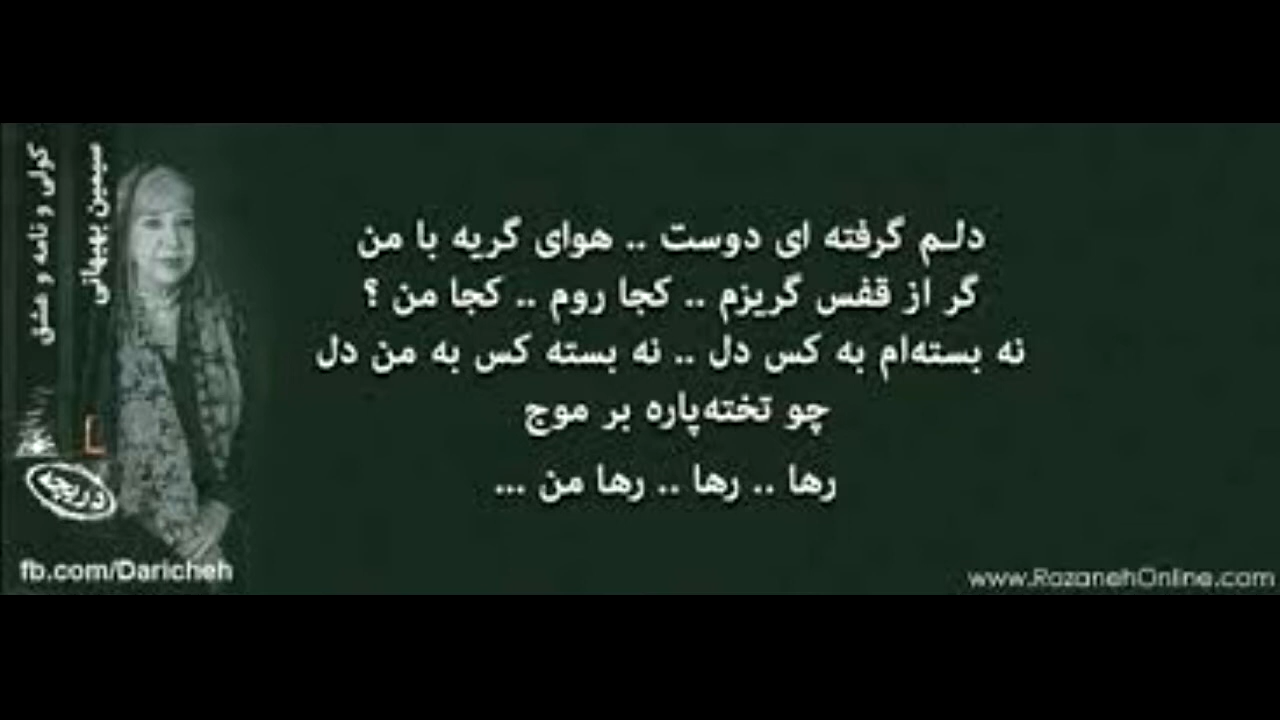 دلم گرفته ای دوست .. هوای گریه با من
گر از قفس گریزم .. کجا روم .. کجا من ؟
نه بسته‌ام به کس دل .. نه بسته کس به من دل
چو تخته‌پاره بر موج
رها .. رها .. رها من ...
سیمین بهبهانی
کولی و نامه و عشق
دریچه
fb.com/Daricheh
www.RozanehOnline.com